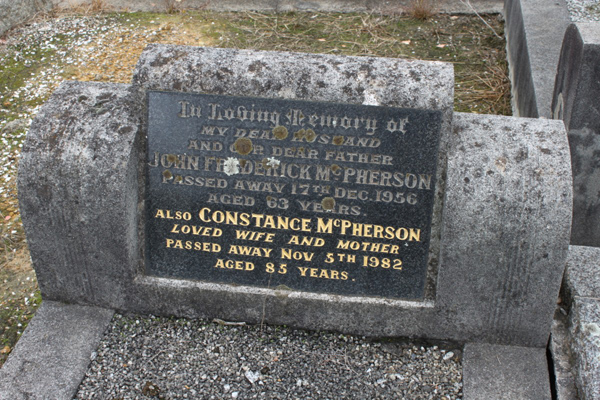 In Loving Memory of
MY DEAR HUSBAND
AND OUR DEAR FATHER
JOHN FREDERICK McPHERSON
PASSED AWAY 17TH DEC. 1956
AGED 63 YEARS.
ALSO CONSTANCE McPHERSON
LOVED WIFE AND MOTHER
PASSED AWAY NOV 5TH 1982
AGED 85 YEARS.